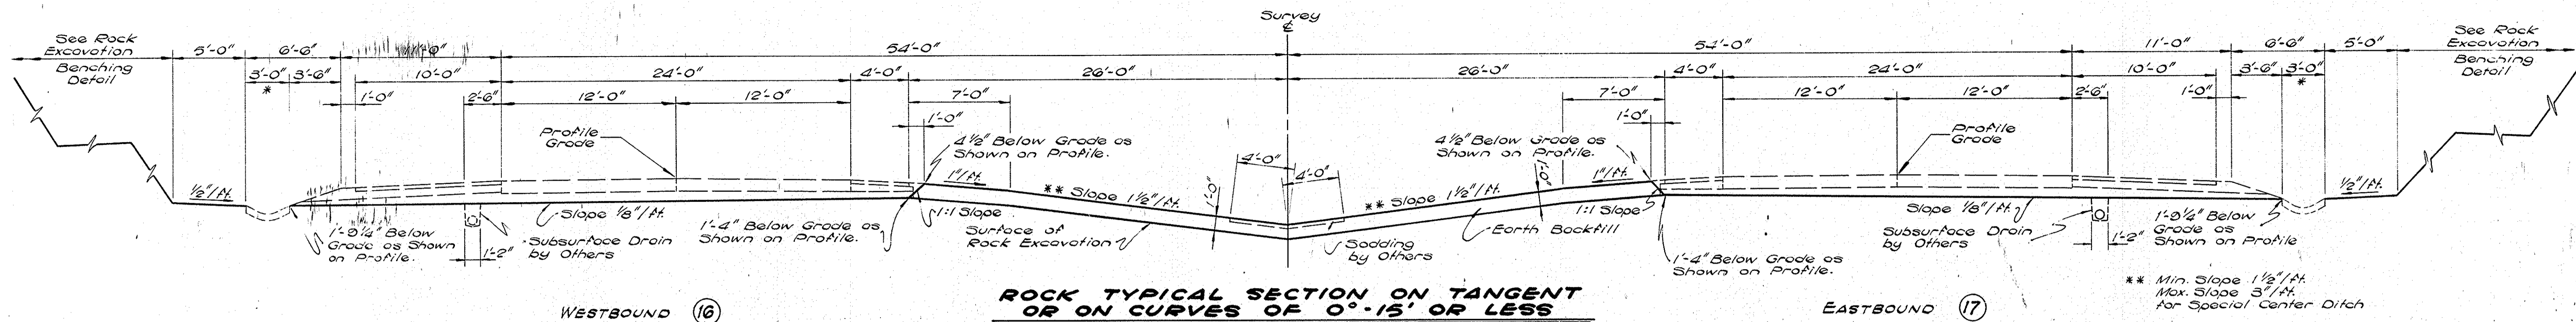 Survey
℄
See Rock
Excavation
Benching
Detail
5'-0"
6'-6"
11'-0"
54'-0"
54'-0"
11'-0"
6'-6"
5'-0"
See Rock
Excavation
Benching
Detail
3'-0"
*
3'-6"
10'-0"
24'-0"
4'-0"
26'-0"
26'-0"
4'-0"
24'-0"
10'-0"
3'-6"
3'-0"
*
1'-0"
2'-6"
12'-0"
12'-0"
7'-0"
7'-0"
12'-0"
12'-0"
2'-6"
1'-0"
1'-0"
1'-0"
Profile
Grade
4 1/2" Below Grade as
Shown on Profile.
4 1/2" Below Grade as
Shown on Profile.
Profile
Grade
1/2"/ft.
1"/ft.
** Slope 1 1/2"/ft.
4'-0"
1'-0"
4'-0"
** Slope 1 1/2"/ft.
1'-0"
1"/ft.
1/2"/ft.
1'-9 1/4" Below
Grade as Shown
on Profile.
Slope 1/8"/ft.
Subsurface Drain
by Others
1'-2"
1'-4" Below Grade as
Shown on Profile.
1:1 Slope
Surface of
Rock Excavation
Sodding
by Others
Earth Backfill
1:1 Slope
1'-4" Below Grade as
Shown on Profile.
Slope 1/8"/ft.
Subsurface Drain
by Others
1'-2"
1'-9 1/4" Below
Grade as
Shown on Profile
** Min. Slope 1 1/2"/ft.
Max. Slope 3"/ft.
for Special Center Ditch
WESTBOUND 16
ROCK TYPICAL SECTION ON TANGENT
OR ON CURVES OF 0°-15' OR LESS
EASTBOUND 17